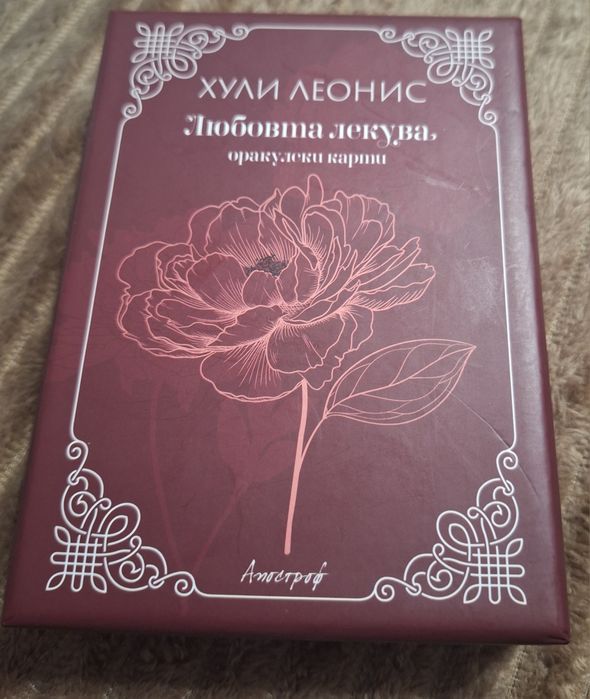 ХУЛИ ЛЕОНИС
Любовта лекува
оракулски карти
Апостроф